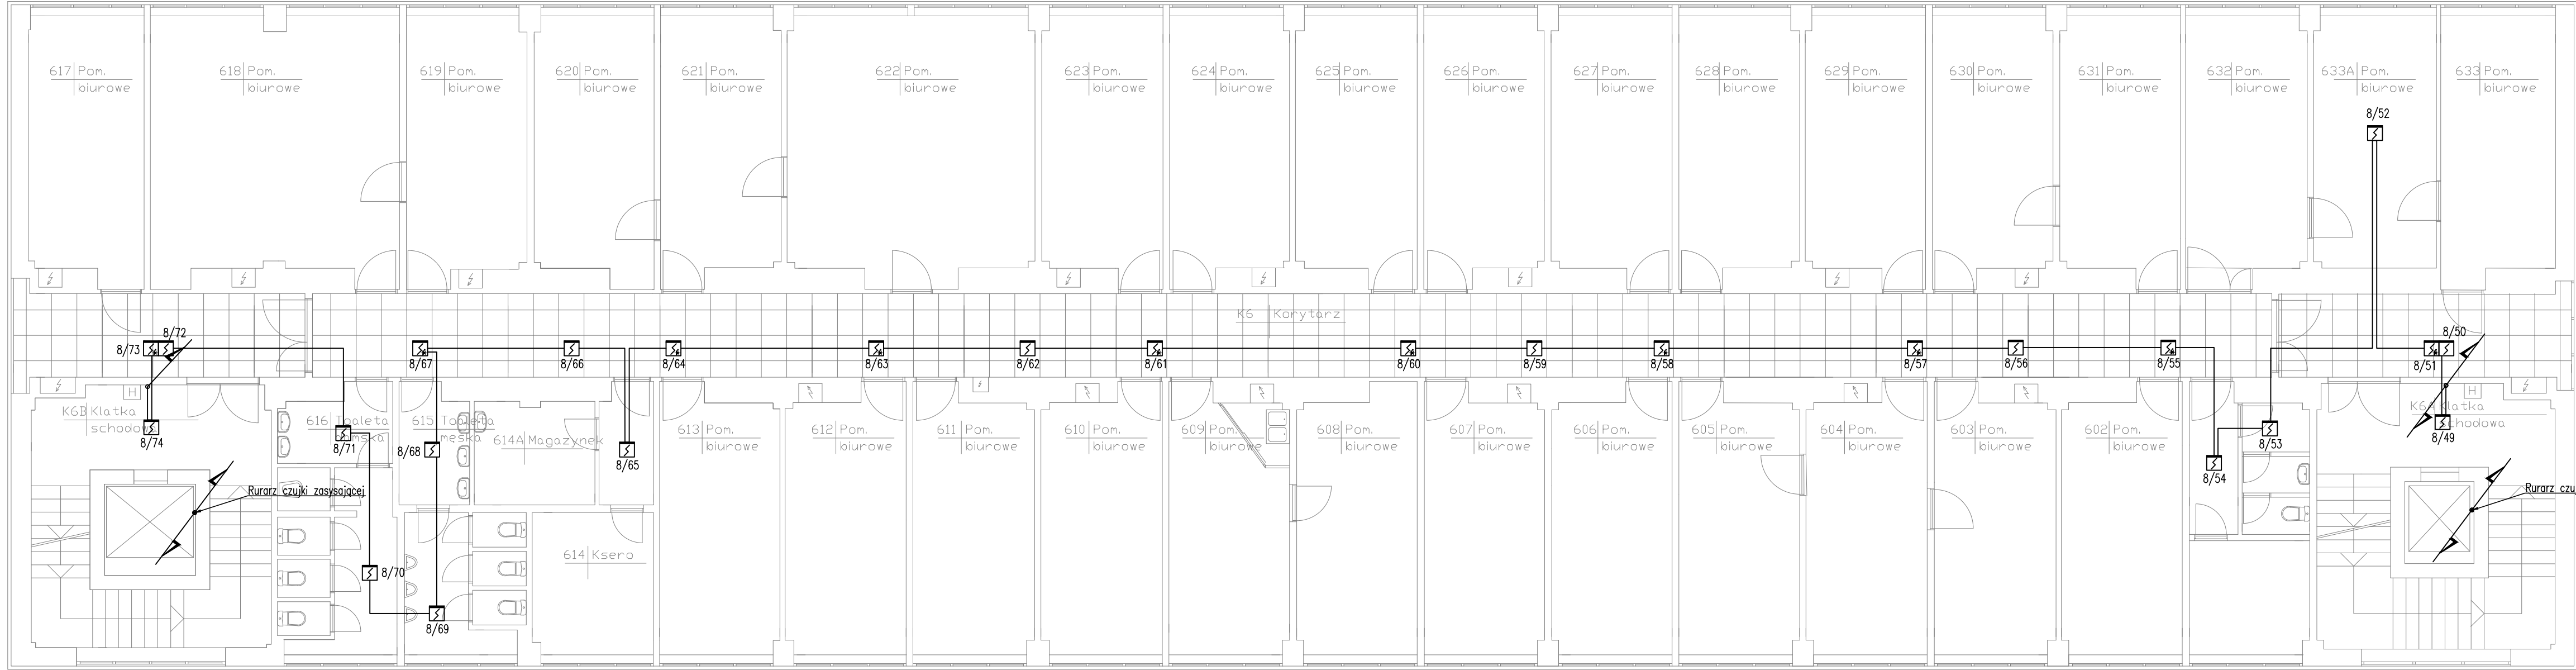 617 Pom.
biurowe
618 Pom.
biurowe
619 Pom.
biurowe
620 Pom.
biurowe
621 Pom.
biurowe
622 Pom.
biurowe
623 Pom.
biurowe
624 Pom.
biurowe
625 Pom.
biurowe
626 Pom.
biurowe
627 Pom.
biurowe
628 Pom.
biurowe
629 Pom.
biurowe
630 Pom.
biurowe
631 Pom.
biurowe
632 Pom.
biurowe
633A Pom.
biurowe
633 Pom.
biurowe
8/52
K6 Korytarz
8/72
8/73
8/67
8/66
8/64
8/63
8/62
8/61
8/60
8/59
8/58
8/57
8/56
8/55
8/51
8/50
H
H
K6B Klatka
schodowa
8/74
616 Toaleta
damska
8/71
615 Toaleta
męska
8/68
614A Magazynek
8/65
613 Pom.
biurowe
612 Pom.
biurowe
611 Pom.
biurowe
610 Pom.
biurowe
609 Pom.
biurowe
608 Pom.
biurowe
607 Pom.
biurowe
606 Pom.
biurowe
605 Pom.
biurowe
604 Pom.
biurowe
603 Pom.
biurowe
602 Pom.
biurowe
8/53
8/54
K6A Klatka
schodowa
8/49
Rurarz czujki zasysającej
Rurarz czu
614 Ksero
8/70
8/69